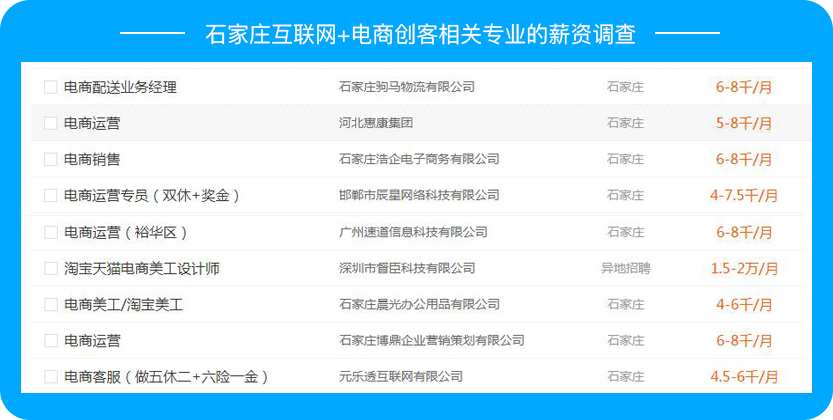 石家庄互联网+电商创客相关专业的薪资调查
电商配送业务经理 石家庄驹马物流有限公司 石家庄 6-8千/月
电商运营 河北惠康集团 石家庄 5-8千/月
电商销售 石家庄浩企电子商务有限公司 石家庄 6-8千/月
电商运营专员（双休+奖金） 邯郸市辰星网络科技有限公司 石家庄 4-7.5千/月
电商运营（裕华区） 广州速道信息科技有限公司 石家庄 6-8千/月
淘宝天猫电商美工设计师 深圳市督臣科技有限公司 异地招聘 1.5-2万/月
电商美工/淘宝美工 石家庄晨光办公用品有限公司 石家庄 4-6千/月
电商运营 石家庄博鼎企业营销策划有限公司 石家庄 6-8千/月
电商客服（做五休二+六险一金） 元乐透互联网有限公司 石家庄 4.5-6千/月